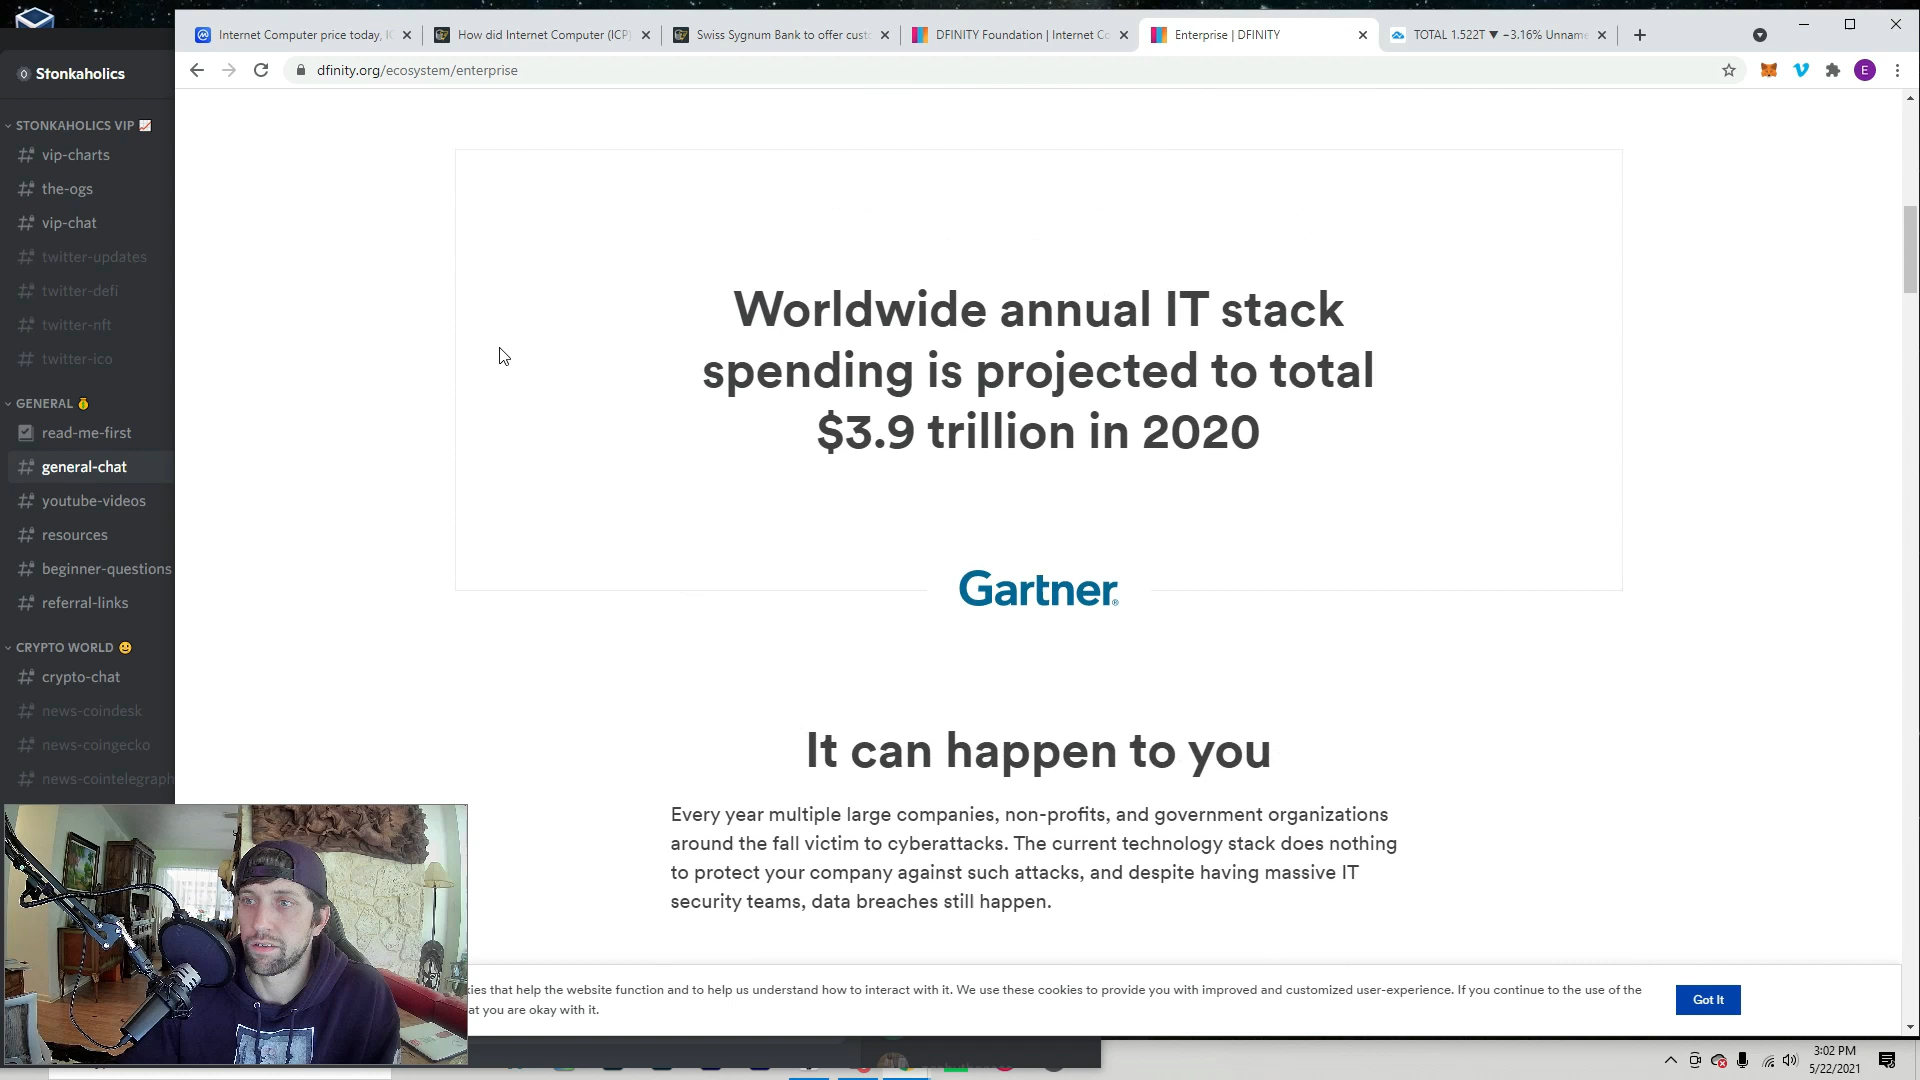 Internet Computer price today, IC
How did Internet Computer (ICP)
Swiss Sygnum Bank to offer cust
DFINITY Foundation | Internet Co
Enterprise | DFINITY
TOTAL 1.522T ▼ −3.16% Unname
dfinity.org/ecosystem/enterprise
E
Stonkaholics
STONKAHOLICS VIP
vip-charts
the-ogs
vip-chat
twitter-updates
twitter-defi
twitter-nft
twitter-ico
GENERAL
read-me-first
general-chat
youtube-videos
resources
beginner-questions
referral-links
CRYPTO WORLD
crypto-chat
news-coindesk
news-coingecko
news-cointelegraph
Worldwide annual IT stack
spending is projected to total
$3.9 trillion in 2020
Gartner®
It can happen to you
Every year multiple large companies, non-profits, and government organizations
around the fall victim to cyberattacks. The current technology stack does nothing
to protect your company against such attacks, and despite having massive IT
security teams, data breaches still happen.
kies that help the website function and to help us understand how to interact with it. We use these cookies to provide you with improved and customized user-experience. If you continue to the use of the
at you are okay with it.
Got It
3:02 PM
5/22/2021